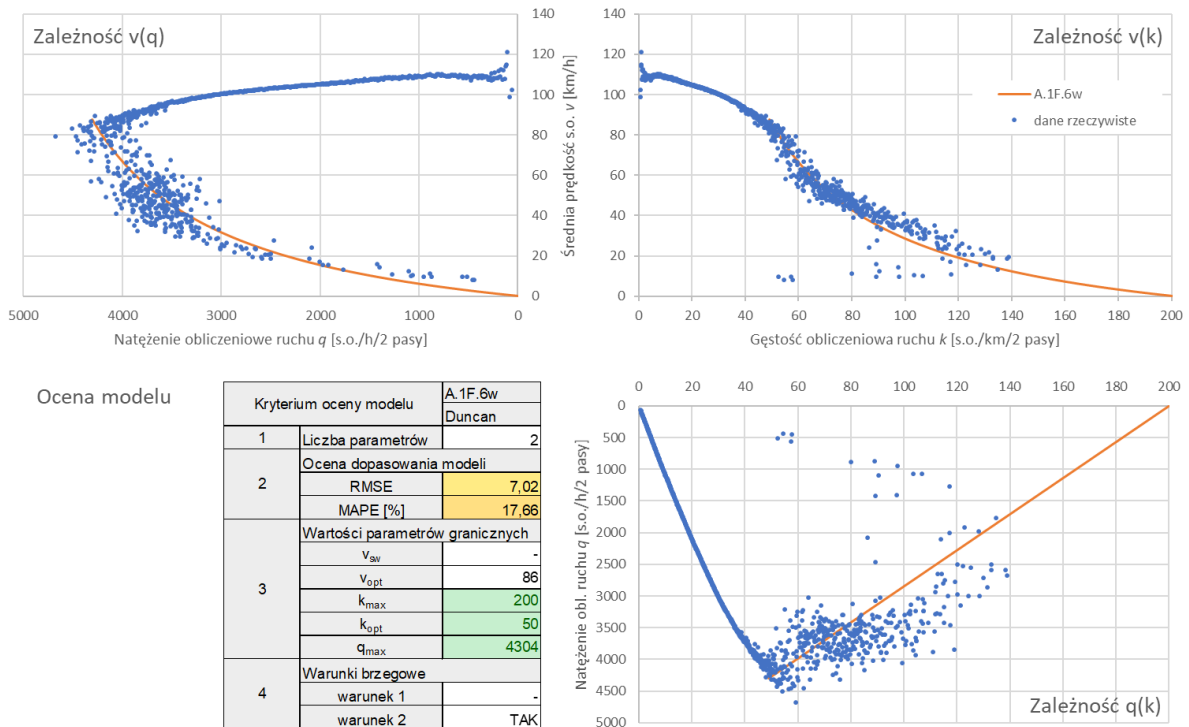 Zależność v(q)
140
120
100
80
60
40
20
0
Średnia prędkość s.o. v [km/h]
5000 4000 3000 2000 1000 0
Natężenie obliczeniowe ruchu q [s.o./h/2 pasy]
Zależność v(k)
140
120
100
80
60
40
20
0
A.1F.6w
dane rzeczywiste
0 20 40 60 80 100 120 140 160 180 200
Gęstość obliczeniowa ruchu k [s.o./km/2 pasy]
Ocena modelu
Kryterium oceny modelu A.1F.6w
Duncan
1 Liczba parametrów 2
2 Ocena dopasowania modeli
RMSE 7,02
MAPE [%] 17,66
3 Wartości parametrów granicznych
vsw -
vopt 86
kmax 200
kopt 50
qmax 4304
4 Warunki brzegowe
warunek 1 -
warunek 2 TAK
0 20 40 60 80 100 120 140 160 180 200
0
500
1000
1500
2000
2500
3000
3500
4000
4500
5000
Natężenie obl. ruchu q [s.o./h/2 pasy]
Zależność q(k)